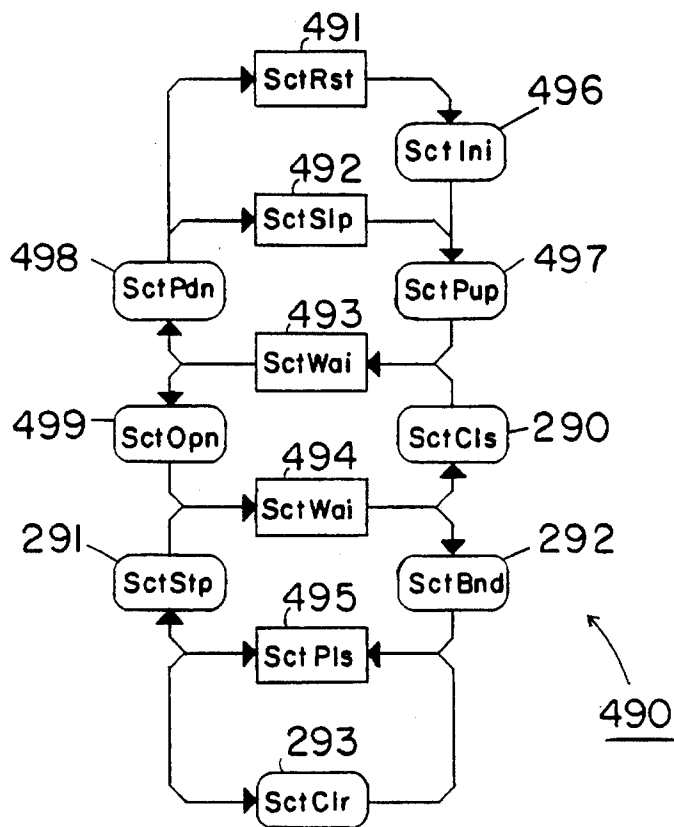 491
SctRst
496
SctIni
492
SctSlp
498
SctPdn
497
SctPup
493
SctWai
499
SctOpn
SctCls
290
494
SctWai
291
SctStp
292
SctBnd
495
SctPls
490
293
SctClr